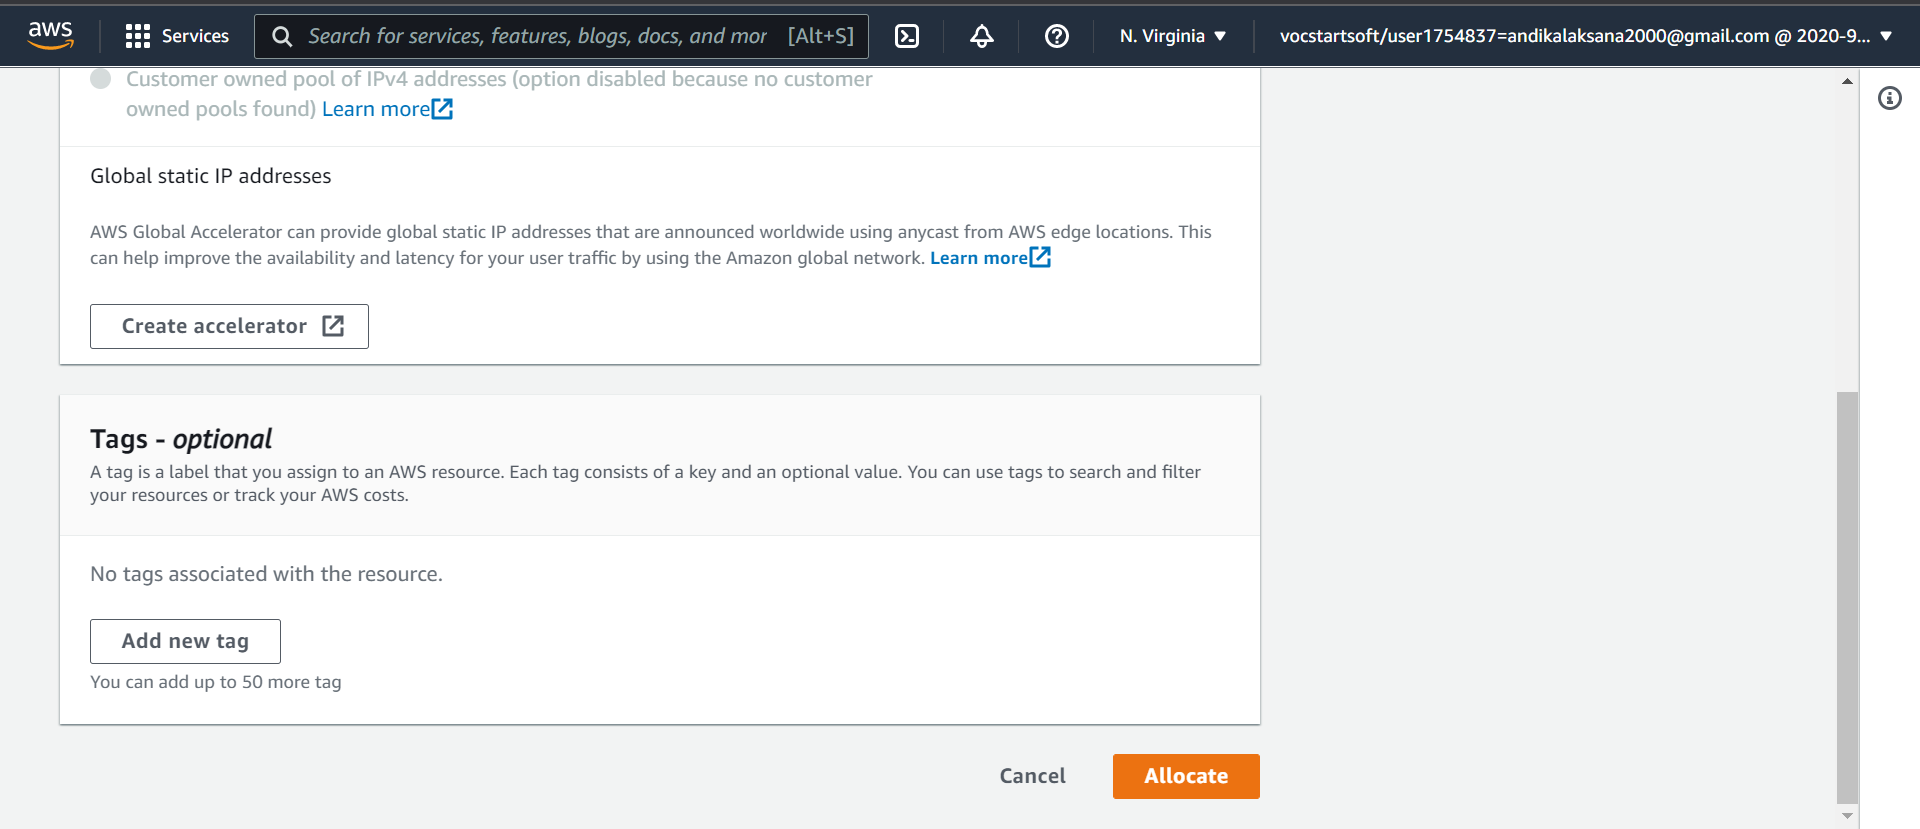 aws Services Search for services, features, blogs, docs, and mor [Alt+S] N. Virginia ▼ vocstartsoft/user1754837=andikalaksana2000@gmail.com @ 2020-9... ▼
Customer owned pool of IPv4 addresses (option disabled because no customer
owned pools found) Learn more
Global static IP addresses
AWS Global Accelerator can provide global static IP addresses that are announced worldwide using anycast from AWS edge locations. This
can help improve the availability and latency for your user traffic by using the Amazon global network. Learn more
Create accelerator
Tags - optional
A tag is a label that you assign to an AWS resource. Each tag consists of a key and an optional value. You can use tags to search and filter
your resources or track your AWS costs.
No tags associated with the resource.
Add new tag
You can add up to 50 more tag
Cancel Allocate